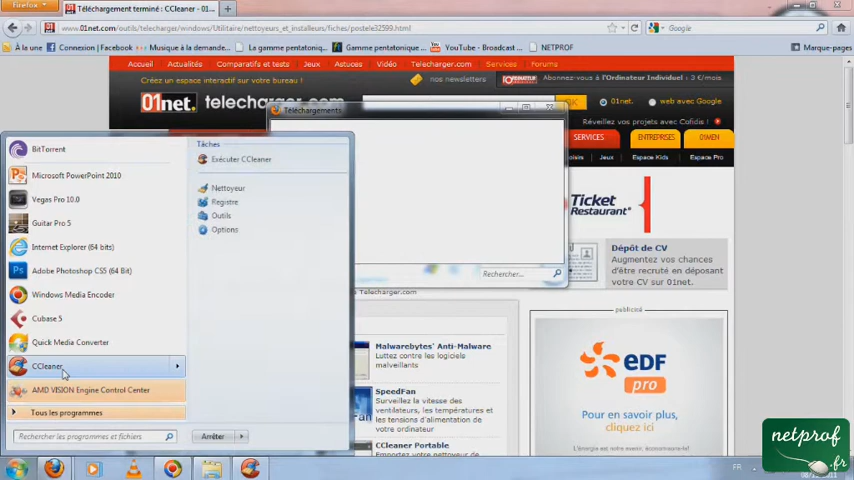 Téléchargement terminé : CCleaner - 01...
www.01net.com/outils/telecharger/windows/Utilitaire/nettoyeurs_et_installeurs/fiches/postele32599.html
Google
À la une
Connexion | Facebook
Musique à la demande...
La gamme pentatoniq...
Gamme pentatonique...
YouTube - Broadcast ...
NETPROF
Marque-pages
Accueil
Actualités
Comparatifs et tests
Jeux
Astuces
Vidéo
Telecharger.com
Services
Forums
Créez un espace interactif sur votre bureau !
nos newsletters
Abonnez-vous à l'Ordinateur Individuel : 3 €/mois
01net. telecharger.com
OK
01net.
web avec Google
Réveillez vos projets avec Cofidis !
Téléchargements
SERVICES
ENTREPRISES
01MEN
Jeux
Espace Kids
Espace Pro
BitTorrent
Microsoft PowerPoint 2010
Vegas Pro 10.0
Guitar Pro 5
Internet Explorer (64 bits)
Adobe Photoshop CS5 (64 Bit)
Windows Media Encoder
Cubase 5
Quick Media Converter
CCleaner
AMD VISION Engine Control Center
Tous les programmes
Rechercher les programmes et fichiers
Arrêter
Tâches
Exécuter CCleaner
Nettoyeur
Registre
Outils
Options
Rechercher...
Ticket
Restaurant
Dépôt de CV
Augmentez vos chances
d'être recruté en déposant
votre CV sur 01net.
Telecharger.com
publicité
Malwarebytes' Anti-Malware
Luttez contre les logiciels
malveillants
SpeedFan
Surveillez la vitesse des
ventilateurs, les températures et
les tensions d'alimentation de
votre ordinateur
CCleaner Portable
edF
pro
Pour en savoir plus,
cliquez ici
L'énergie est notre avenir, économisons-la
netprof
.fr
FR